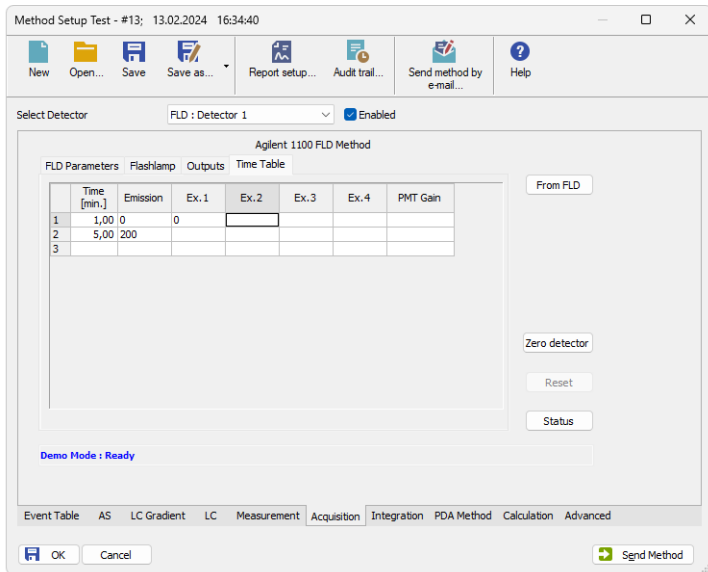 Method Setup Test - #13; 13.02.2024 16:34:40
New Open... Save Save as... Report setup... Audit trail... Send method by e-mail... Help
Select Detector FLD : Detector 1 Enabled
Agilent 1100 FLD Method
FLD Parameters Flashlamp Outputs Time Table
From FLD
Time [min.] Emission Ex.1 Ex.2 Ex.3 Ex.4 PMT Gain
1 1,00 0 0
2 5,00 200
3
Zero detector
Reset
Status
Demo Mode : Ready
Event Table AS LC Gradient LC Measurement Acquisition Integration PDA Method Calculation Advanced
OK Cancel Send Method